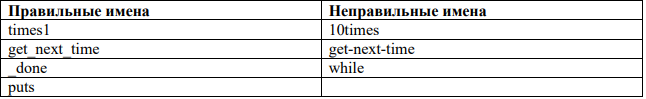 Правильные имена Неправильные имена
times1 10times
get_next_time get-next-time
_done while
puts